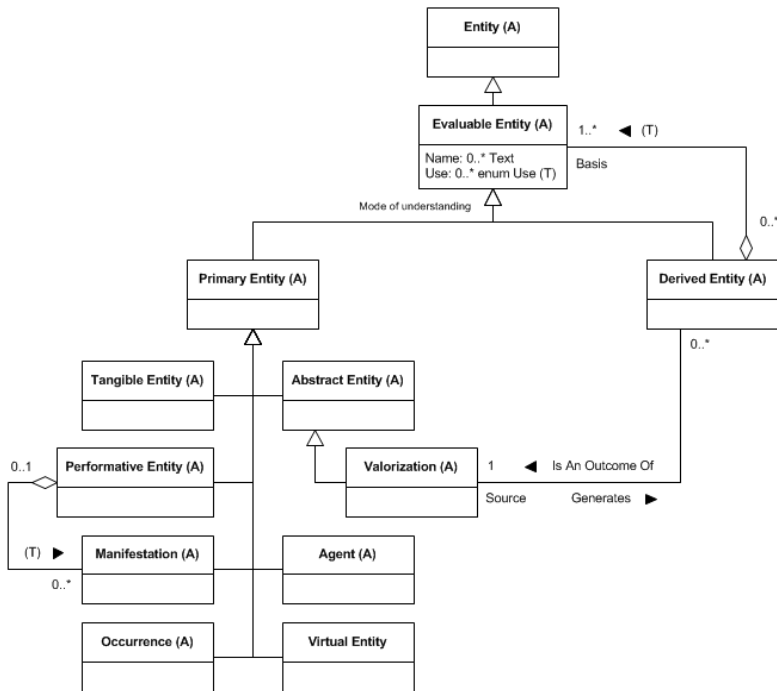 Entity (A)
Evaluable Entity (A)
Name: 0..* Text
Use: 0..* enum Use (T)
1..* ◄ (T)
Basis
0..*
Mode of understanding
Primary Entity (A)
Derived Entity (A)
0..*
Tangible Entity (A)
Abstract Entity (A)
0..1
Performative Entity (A)
Valorization (A)
1 ◄ Is An Outcome Of
Source Generates ►
(T) ►
0..*
Manifestation (A)
Agent (A)
Occurrence (A)
Virtual Entity